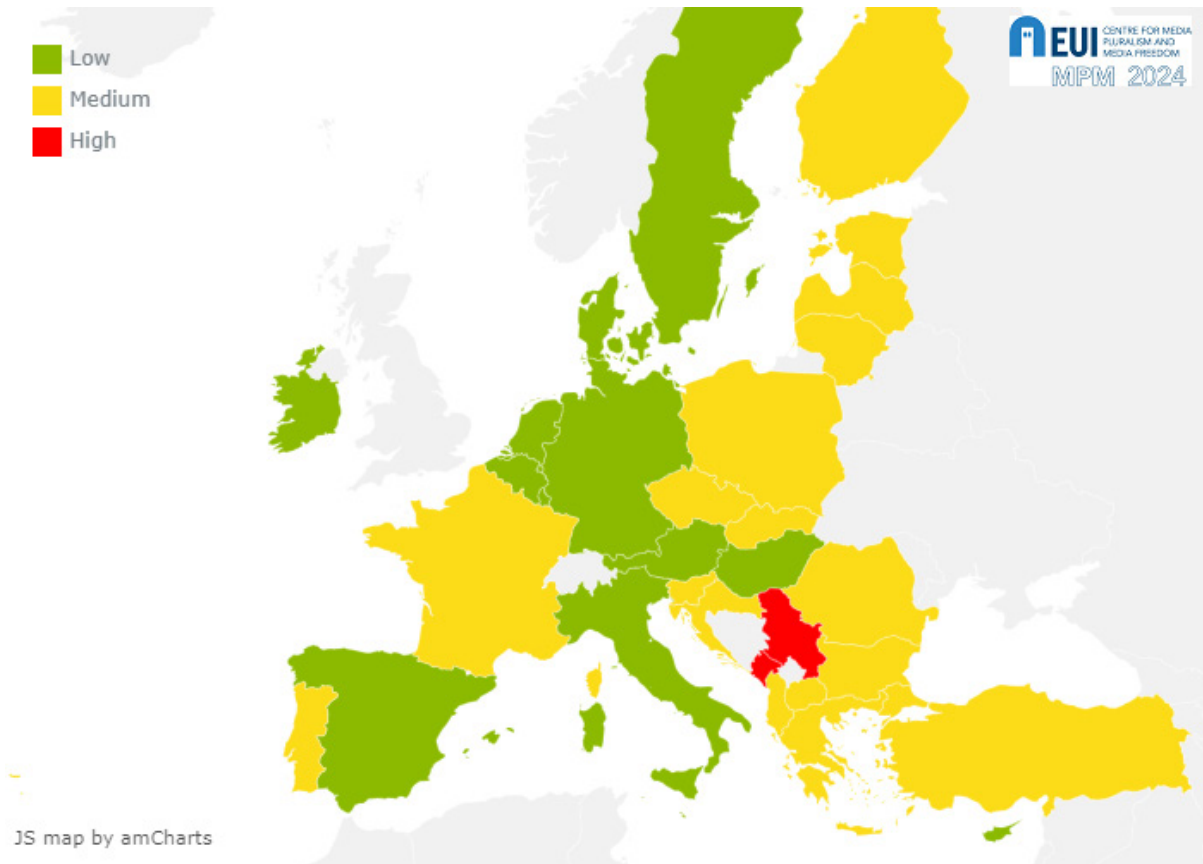 Low
Medium
High
EUI
CENTRE FOR MEDIA
PLURALISM AND
MEDIA FREEDOM
MPM 2024
JS map by amCharts